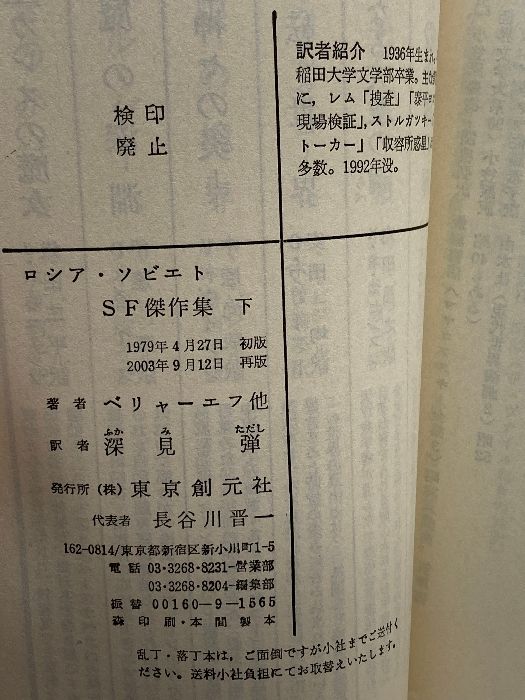 検印
廃止
訳者紹介 1936年生まれ
稲田大学文学部卒業。主な
に，レム「捜査」「泰平ヨ
現場検証」，ストルガツキー
トーカー」「収容所惑星」
多数。1992年没。
ロシア・ソビエト
ＳＦ傑作集 下
1979年4月27日 初版
2003年9月12日 再版
著者 ベリャーエフ他
ふか み ただし
訳者 深見 弾
発行所 (株) 東京創元社
代表者 長谷川晋一
162-0814/東京都新宿区新小川町1-5
電話 03・3268・8231-営業部
03・3268・8204-編集部
振替 00160-9-1565
森印刷・本間製本
乱丁・落丁本は，ご面倒ですが小社までご送付く
ださい。送料小社負担にてお取替えいたします。